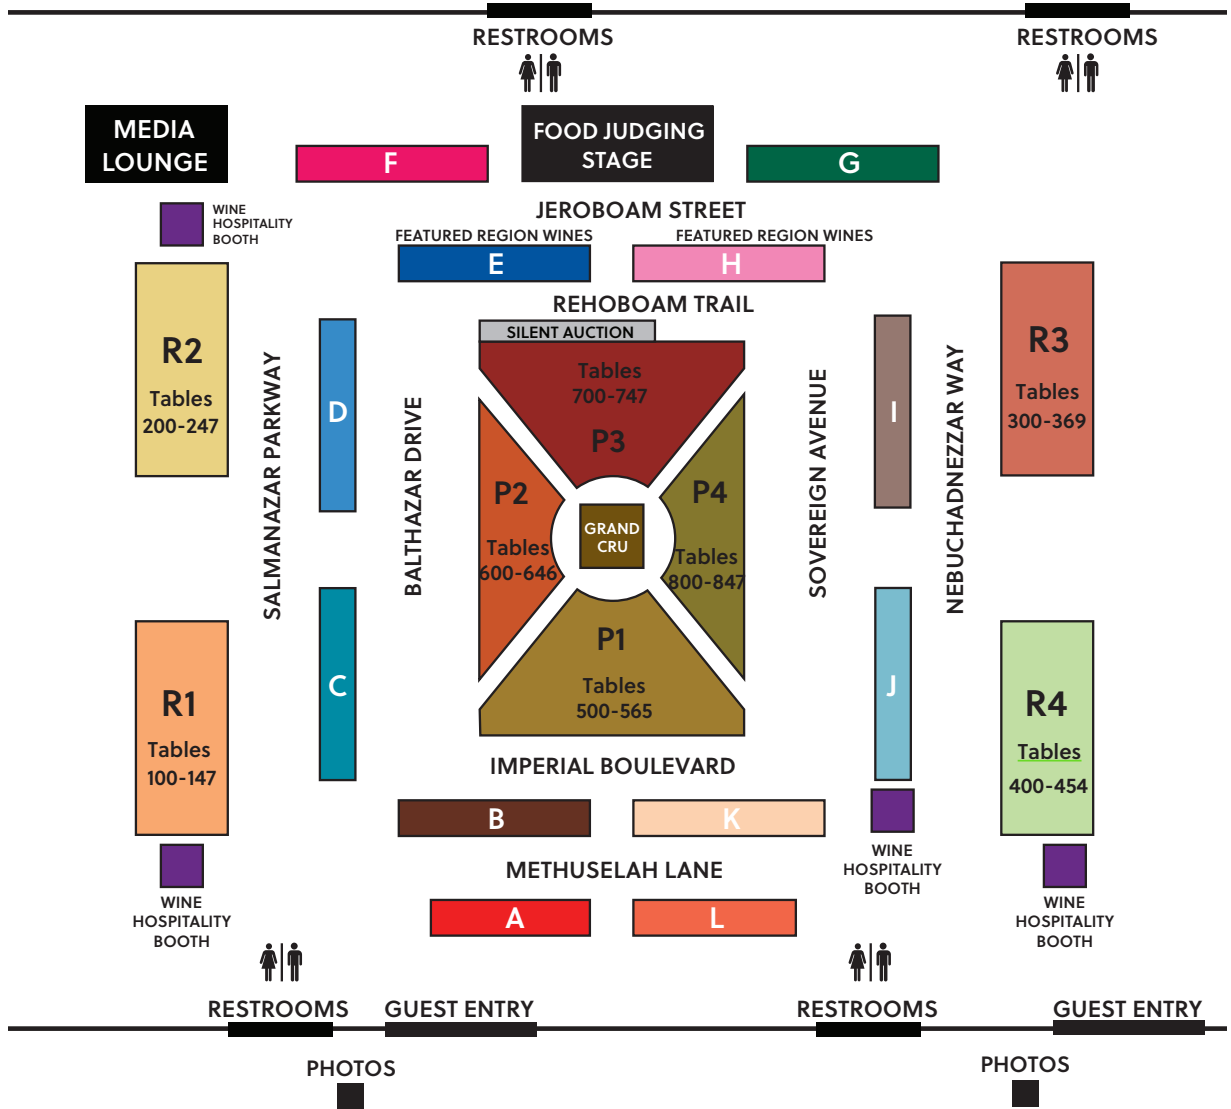 RESTROOMS
RESTROOMS
MEDIA
LOUNGE
F
FOOD JUDGING
STAGE
G
WINE
HOSPITALITY
BOOTH
JEROBOAM STREET
FEATURED REGION WINES
FEATURED REGION WINES
E
H
REHOBOAM TRAIL
SILENT AUCTION
R2
Tables
200-247
SALMANAZAR PARKWAY
D
BALTHAZAR DRIVE
Tables
700-747
P3
P2
Tables
600-646
GRAND
CRU
P4
Tables
800-847
P1
Tables
500-565
SOVEREIGN AVENUE
I
NEBUCHADNEZZAR WAY
R3
Tables
300-369
R1
Tables
100-147
C
J
R4
Tables
400-454
IMPERIAL BOULEVARD
B
K
METHUSELAH LANE
A
L
WINE
HOSPITALITY
BOOTH
WINE
HOSPITALITY
BOOTH
WINE
HOSPITALITY
BOOTH
RESTROOMS
GUEST ENTRY
RESTROOMS
GUEST ENTRY
PHOTOS
PHOTOS